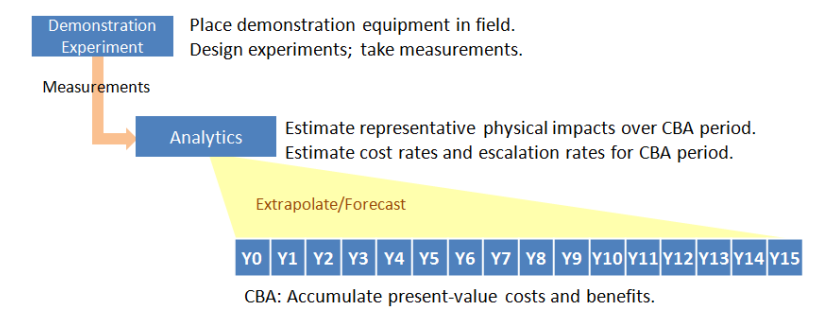 Demonstration
Experiment
Place demonstration equipment in field.
Design experiments; take measurements.
Measurements
Analytics
Estimate representative physical impacts over CBA period.
Estimate cost rates and escalation rates for CBA period.
Extrapolate/Forecast
Y0 Y1 Y2 Y3 Y4 Y5 Y6 Y7 Y8 Y9 Y10 Y11 Y12 Y13 Y14 Y15
CBA: Accumulate present-value costs and benefits.